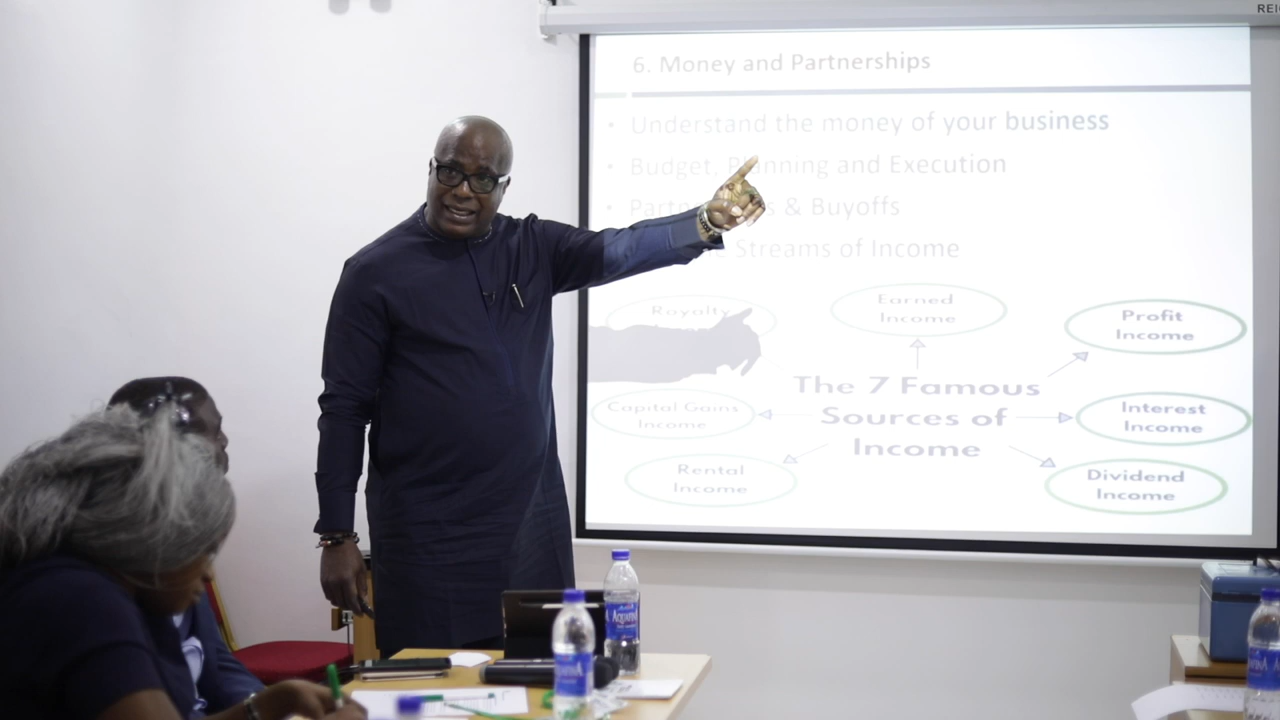 REI
6. Money and Partnerships
• Understand the money of your business
• Budget, Planning and Execution
• & Buyoffs
• Streams of Income
Royalty
Earned
Income
Profit
Income
The 7 Famous
Sources of
Income
Capital Gains
Income
Interest
Income
Rental
Income
Dividend
Income
AQUAFINA
AQUAFINA